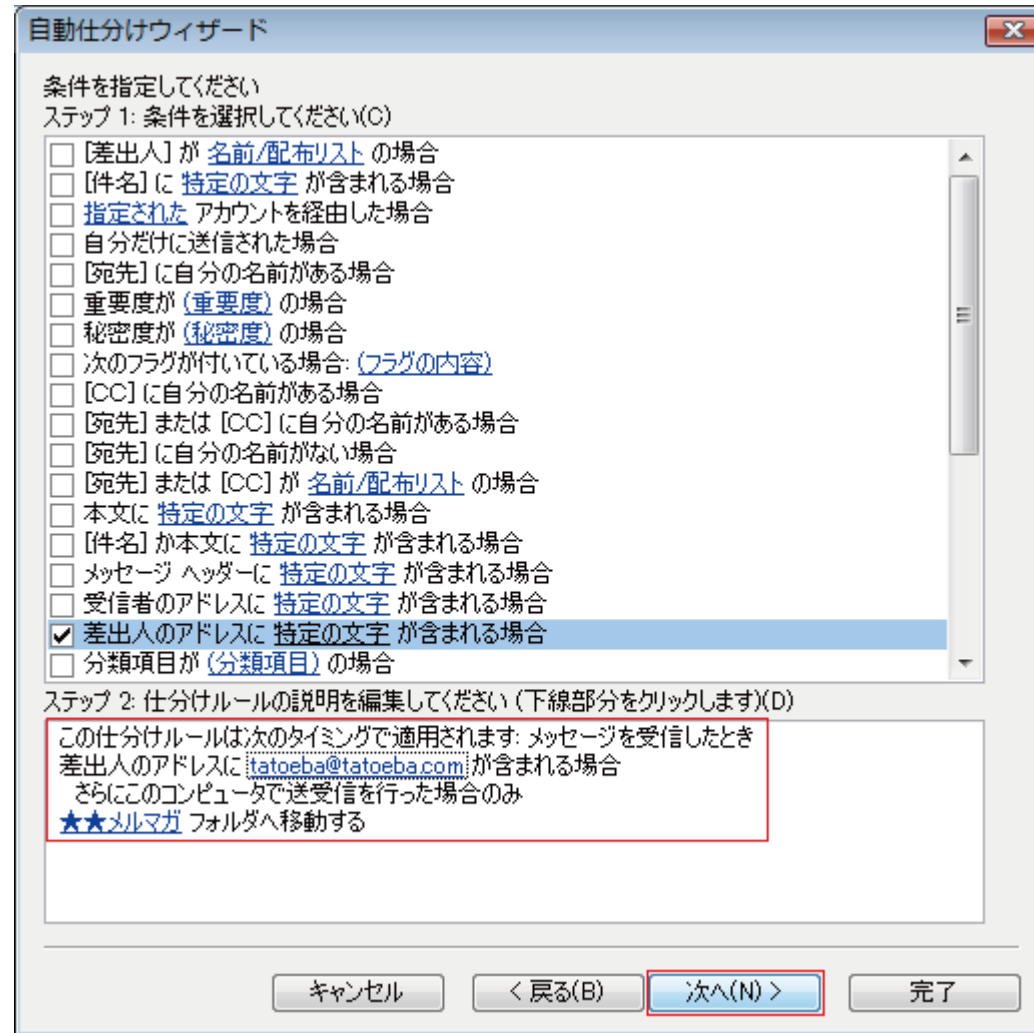 自動仕分けウィザード
条件を指定してください
ステップ 1: 条件を選択してください(C)
[差出人] が 名前/配布リスト の場合
[件名] に 特定の文字 が含まれる場合
指定された アカウントを経由した場合
自分だけに送信された場合
[宛先] に自分の名前がある場合
重要度が (重要度) の場合
秘密度が (秘密度) の場合
次のフラグが付いている場合: (フラグの内容)
[CC] に自分の名前がある場合
[宛先] または [CC] に自分の名前がある場合
[宛先] に自分の名前がない場合
[宛先] または [CC] が 名前/配布リスト の場合
本文に 特定の文字 が含まれる場合
[件名] か本文に 特定の文字 が含まれる場合
メッセージ ヘッダーに 特定の文字 が含まれる場合
受信者のアドレスに 特定の文字 が含まれる場合
差出人のアドレスに 特定の文字 が含まれる場合
分類項目が (分類項目) の場合
ステップ 2: 仕分けルールの説明を編集してください (下線部分をクリックします)(D)
この仕分けルールは次のタイミングで適用されます: メッセージを受信したとき
差出人のアドレスに tatoeba@tatoeba.com が含まれる場合
さらにこのコンピュータで送受信を行った場合のみ
★★メルマガ フォルダへ移動する
キャンセル < 戻る(B) 次へ(N) > 完了